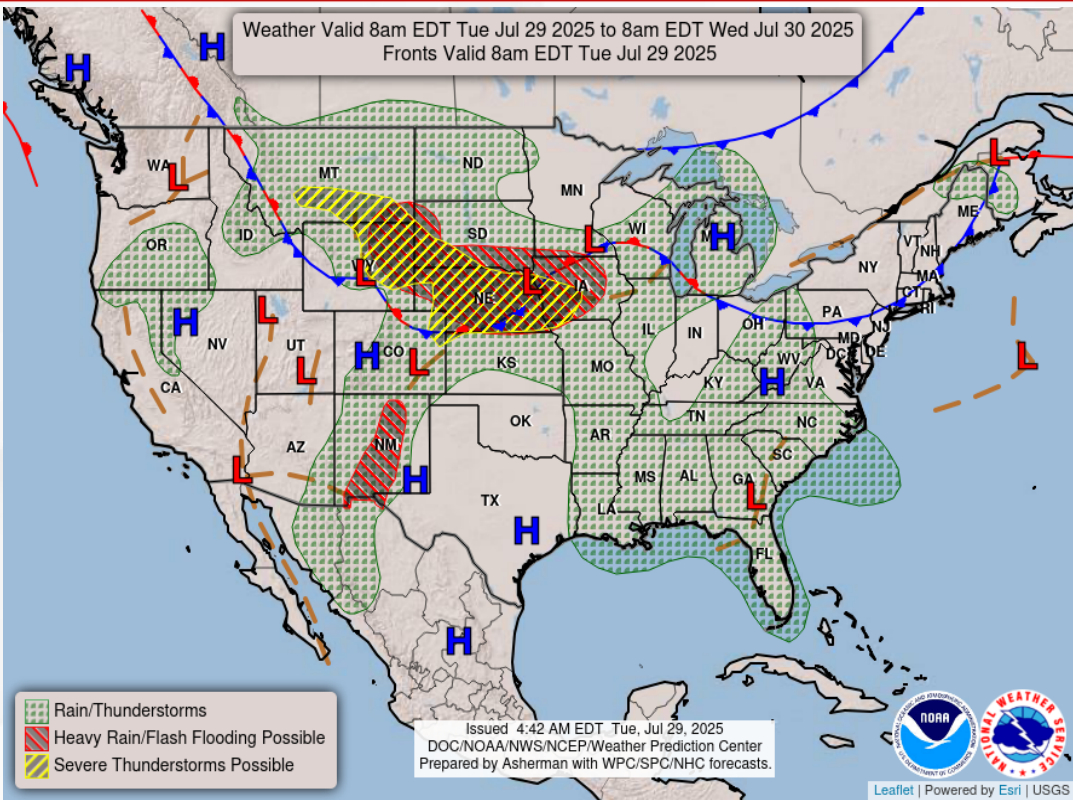 Weather Valid 8am EDT Tue Jul 29 2025 to 8am EDT Wed Jul 30 2025
Fronts Valid 8am EDT Tue Jul 29 2025
H
H
L
WA
MT
ND
MN
L
ME
OR
ID
SD
L
WI
H
VT
NH
NY
MA
CT
RI
WY
L
L
IA
NE
L
H
NV
UT
L
H
CO
L
KS
MO
IL
IN
OH
PA
NJ
MD
DE
DC
WV
VA
H
KY
L
CA
AZ
NM
OK
AR
TN
NC
SC
L
H
TX
H
LA
MS
AL
GA
L
FL
H
Rain/Thunderstorms
Heavy Rain/Flash Flooding Possible
Severe Thunderstorms Possible
Issued 4:42 AM EDT, Tue, Jul 29, 2025
DOC/NOAA/NWS/NCEP/Weather Prediction Center
Prepared by Asherman with WPC/SPC/NHC forecasts.
NOAA
NATIONAL WEATHER SERVICE
Leaflet | Powered by Esri | USGS